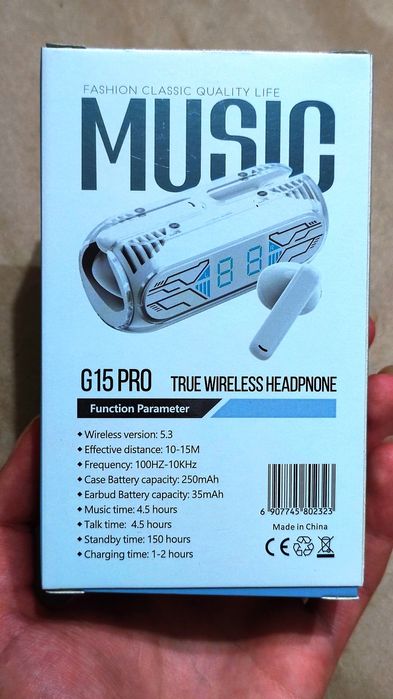 FASHION CLASSIC QUALITY LIFE
MUSIC
88
G15 PRO TRUE WIRELESS HEADPNONE
Function Parameter
◆ Wireless version: 5.3
◆ Effective distance: 10-15M
◆ Frequency: 100HZ-10KHz
◆ Case Battery capacity: 250mAh
◆ Earbud Battery capacity: 35mAh
◆ Music time: 4.5 hours
◆ Talk time: 4.5 hours
◆ Standby time: 150 hours
◆ Charging time: 1-2 hours
6 907745 802323
Made in China
CE